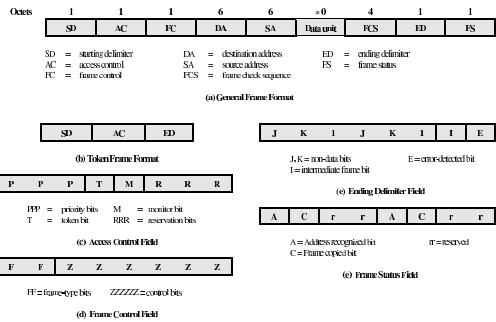 Octets 1 1 1 6 6 ≥0 4 1 1
SD AC FC DA SA Data unit FCS ED FS
SD = starting delimiter DA = destination address ED = ending delimiter
AC = access control SA = source address FS = frame status
FC = frame control FCS = frame check sequence
(a) General Frame Format
SD AC ED
(b) Token Frame Format
J K 1 J K 1 I E
J, K = non-data bits E = error-detected bit
I = intermediate frame bit
(e) Ending Delimiter Field
P P P T M R R R
PPP = priority bits M = monitor bit
T = token bit RRR = reservation bits
(c) Access Control Field
A C r r A C r r
A = Address recognized bit rr = reserved
C = Frame copied bit
(e) Frame Status Field
F F Z Z Z Z Z Z
FF = frame-type bits ZZZZZZ = control bits
(d) Frame Control Field